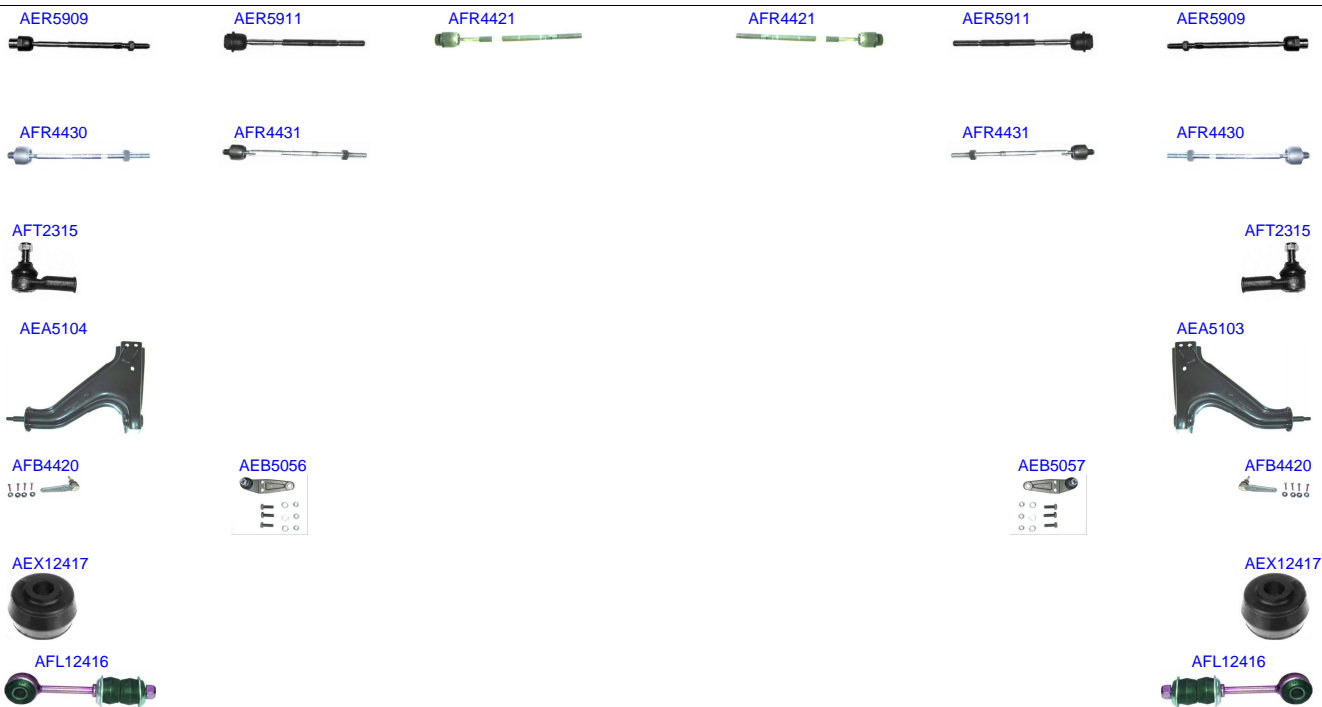 AER5909 AER5911 AFR4421 AFR4421 AER5911 AER5909
AFR4430 AFR4431 AFR4431 AFR4430
AFT2315 AFT2315
AEA5104 AEA5103
AFB4420 AEB5056 AEB5057 AFB4420
AEX12417 AEX12417
AFL12416 AFL12416